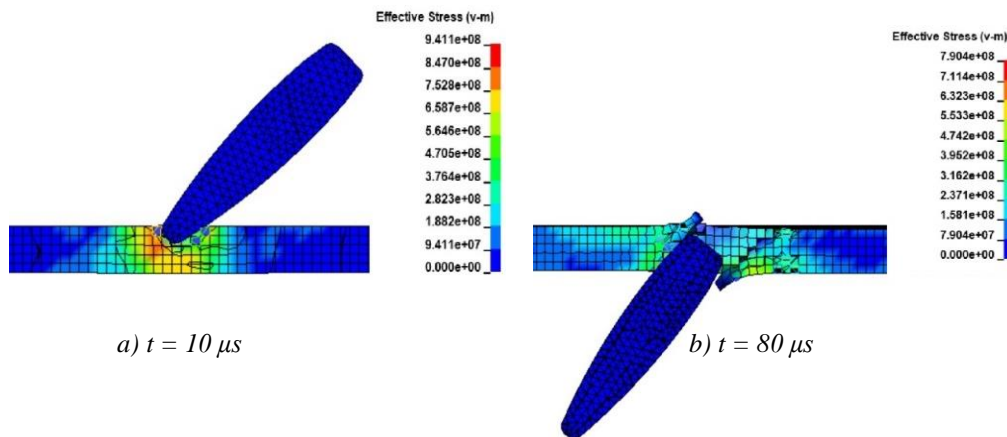 Effective Stress (v-m)
9.411e+08
8.470e+08
7.528e+08
6.587e+08
5.646e+08
4.705e+08
3.764e+08
2.823e+08
1.882e+08
9.411e+07
0.000e+00
a) t = 10 µs
Effective Stress (v-m)
7.904e+08
7.114e+08
6.323e+08
5.533e+08
4.742e+08
3.952e+08
3.162e+08
2.371e+08
1.581e+08
7.904e+07
0.000e+00
b) t = 80 µs